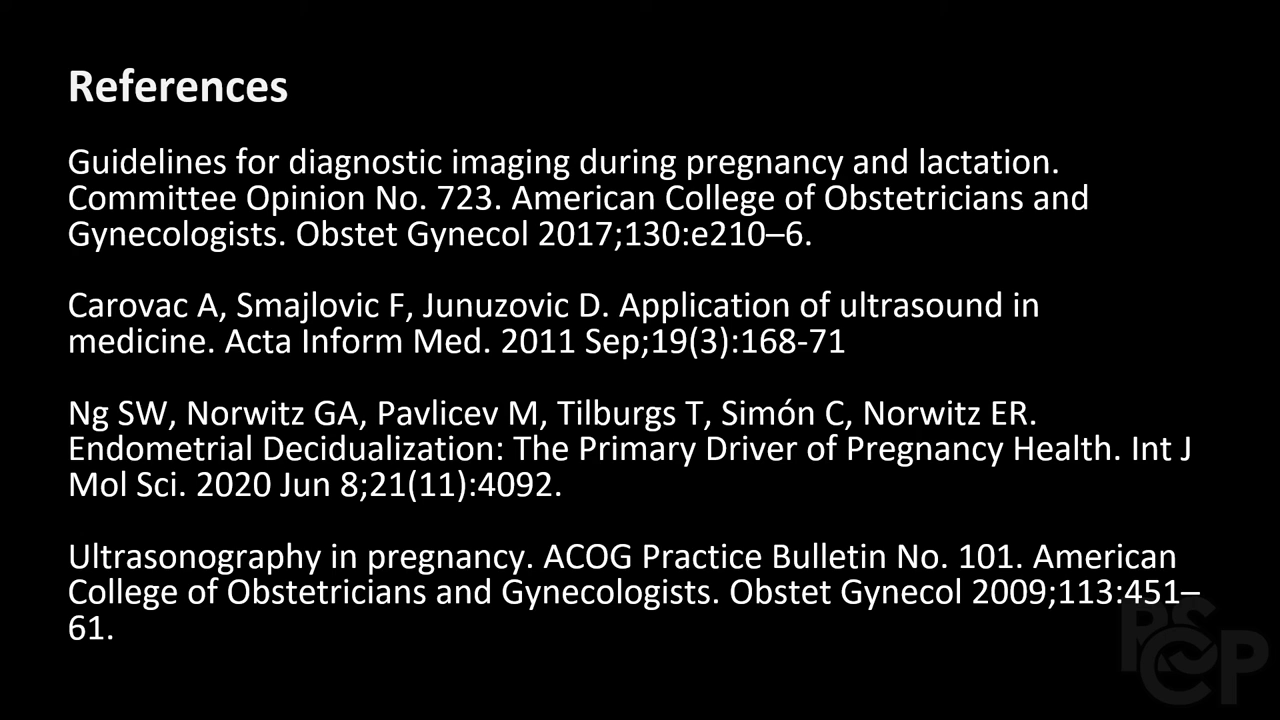 References
Guidelines for diagnostic imaging during pregnancy and lactation.
Committee Opinion No. 723. American College of Obstetricians and
Gynecologists. Obstet Gynecol 2017;130:e210–6.
Carovac A, Smajlovic F, Junuzovic D. Application of ultrasound in
medicine. Acta Inform Med. 2011 Sep;19(3):168-71
Ng SW, Norwitz GA, Pavlicev M, Tilburgs T, Simón C, Norwitz ER.
Endometrial Decidualization: The Primary Driver of Pregnancy Health. Int J
Mol Sci. 2020 Jun 8;21(11):4092.
Ultrasonography in pregnancy. ACOG Practice Bulletin No. 101. American
College of Obstetricians and Gynecologists. Obstet Gynecol 2009;113:451–
61.
PSCP